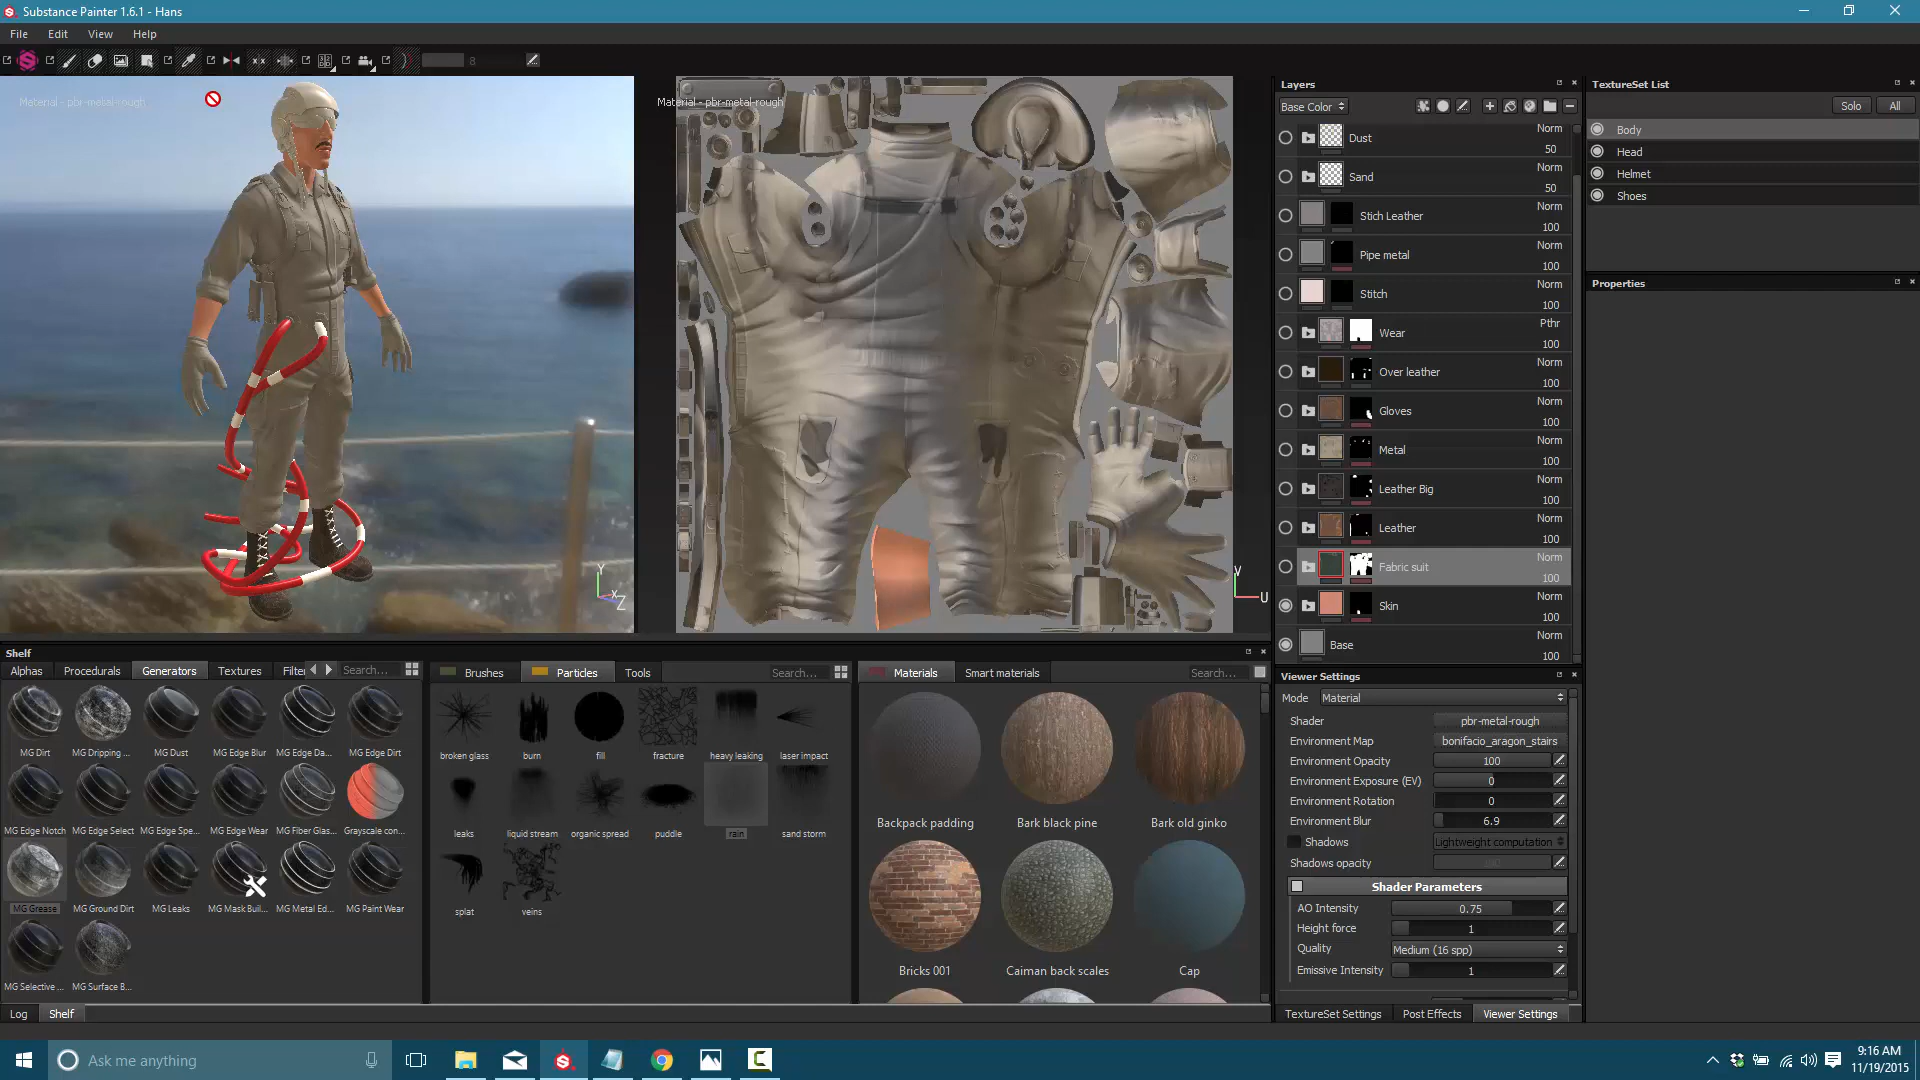 Substance Painter 1.6.1 - Hans
File
Edit
View
Help
8
Material - pbr-metal-rough
Material - pbr-metal-rough
Y
X
Z
V
U
Layers
Base Color
Dust
Norm
50
Sand
Norm
50
Stich Leather
Norm
100
Pipe metal
Norm
100
Stitch
Norm
100
Wear
Pthr
100
Over leather
Norm
100
Gloves
Norm
100
Metal
Norm
100
Leather Big
Norm
100
Leather
Norm
100
Fabric suit
Norm
100
Skin
Norm
100
Base
Norm
100
TextureSet List
Solo
All
Body
Head
Helmet
Shoes
Properties
Shelf
Alphas
Procedurals
Generators
Textures
Filter
Search...
MG Dirt
MG Dripping ...
MG Dust
MG Edge Blur
MG Edge Da...
MG Edge Dirt
MG Edge Notch
MG Edge Select
MG Edge Spe...
MG Edge Wear
MG Fiber Glas...
Grayscale con...
MG Grease
MG Ground Dirt
MG Leaks
MG Mask Buil...
MG Metal Ed...
MG Paint Wear
MG Selective ...
MG Surface B...
Brushes
Particles
Tools
Search...
broken glass
burn
fill
fracture
heavy leaking
laser impact
leaks
liquid stream
organic spread
puddle
rain
sand storm
splat
veins
Materials
Smart materials
Search...
Backpack padding
Bark black pine
Bark old ginko
Bricks 001
Caiman back scales
Cap
Viewer Settings
Mode
Material
Shader
pbr-metal-rough
Environment Map
bonifacio_aragon_stairs
Environment Opacity
100
Environment Exposure (EV)
0
Environment Rotation
0
Environment Blur
6.9
Shadows
Lightweight computation
Shadows opacity
Shader Parameters
AO Intensity
0.75
Height force
1
Quality
Medium (16 spp)
Emissive Intensity
1
TextureSet Settings
Post Effects
Viewer Settings
Log
Shelf
Ask me anything
9:16 AM
11/19/2015